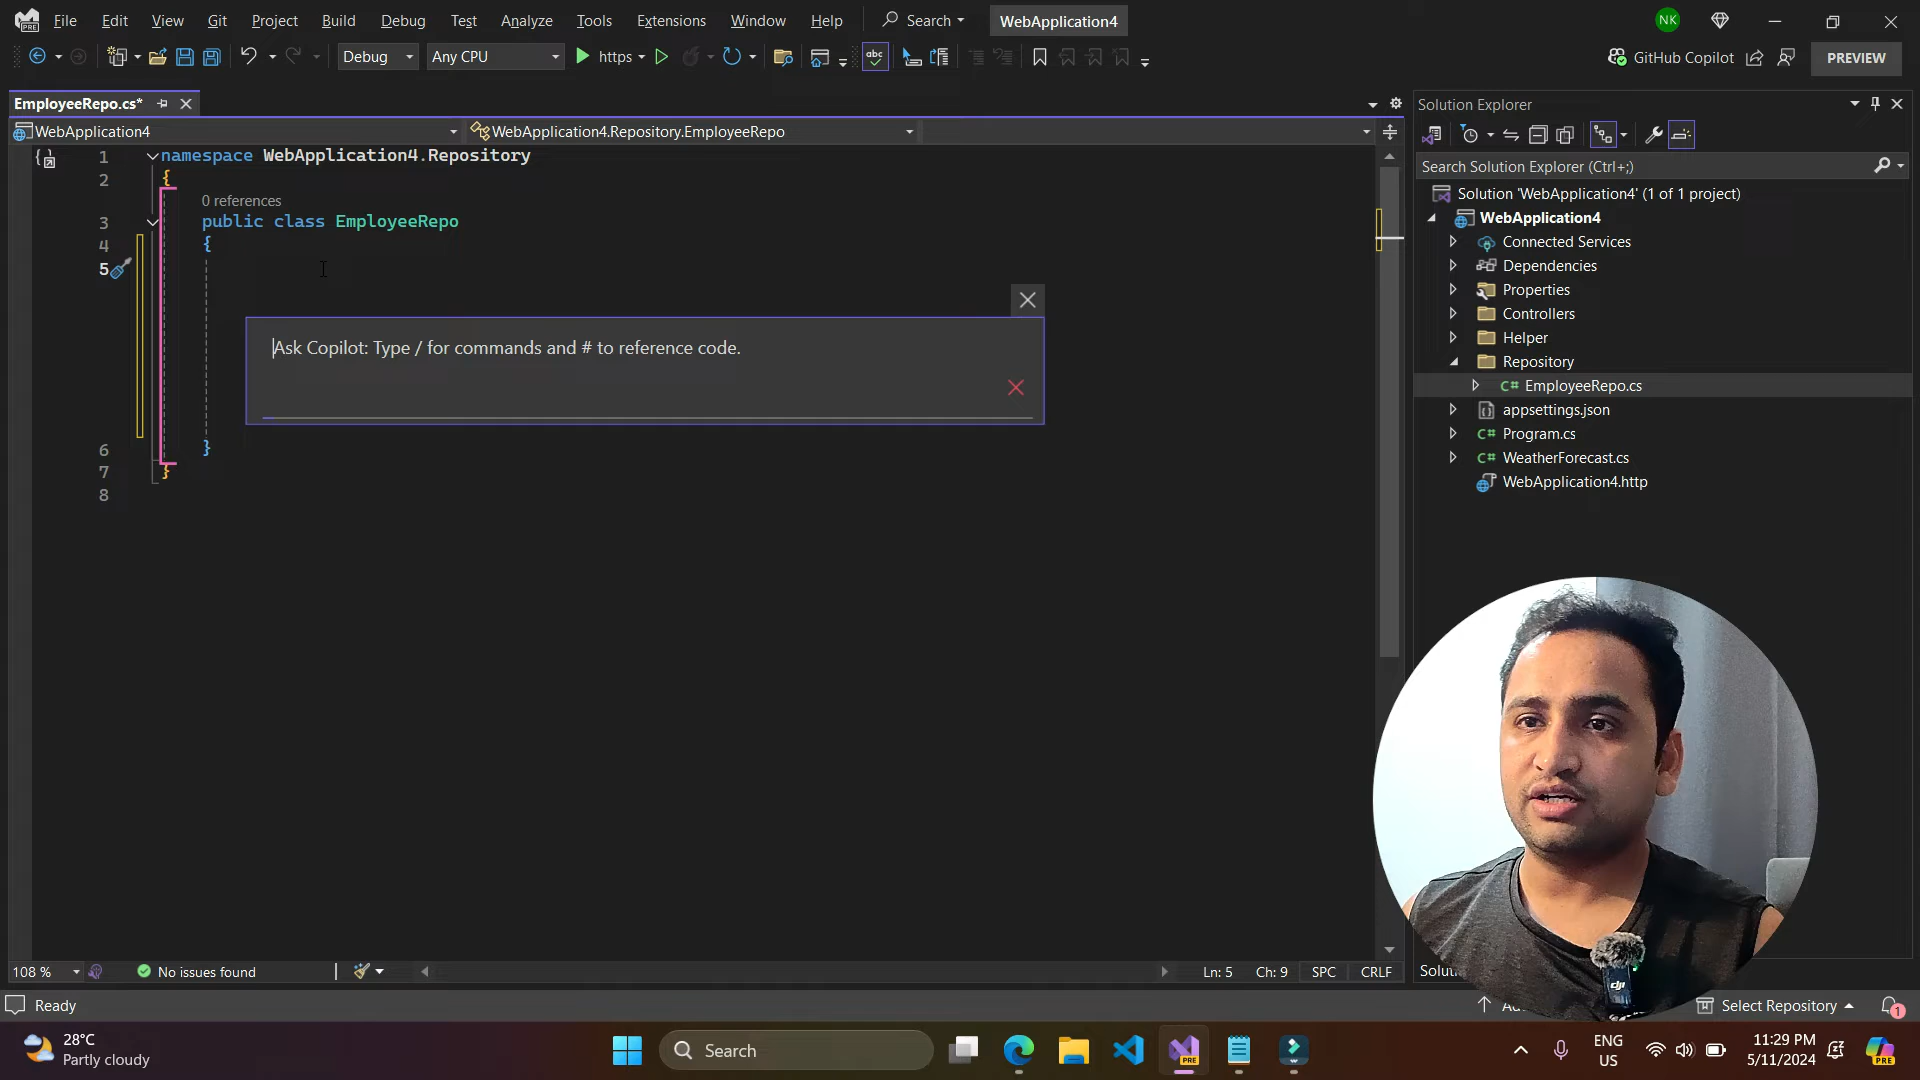 File Edit View Git Project Build Debug Test Analyze Tools Extensions Window Help Search WebApplication4 NK
Debug Any CPU https abc GitHub Copilot PREVIEW
EmployeeRepo.cs*
WebApplication4 WebApplication4.Repository.EmployeeRepo
1 namespace WebApplication4.Repository
2 {
0 references
3 public class EmployeeRepo
4 {
5
Ask Copilot: Type / for commands and # to reference code.
6 }
7 }
8
Solution Explorer
Search Solution Explorer (Ctrl+;)
Solution 'WebApplication4' (1 of 1 project)
WebApplication4
Connected Services
Dependencies
Properties
Controllers
Helper
Repository
C# EmployeeRepo.cs
appsettings.json
C# Program.cs
C# WeatherForecast.cs
WebApplication4.http
dji
108 % No issues found Ln: 5 Ch: 9 SPC CRLF
Ready Select Repository 1
28°C
Partly cloudy
Search
ENG
US
11:29 PM
5/11/2024
PRE